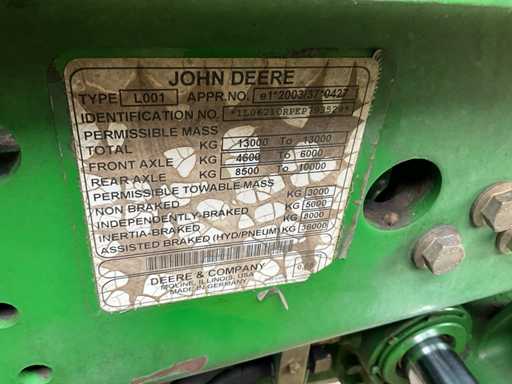 JOHN DEERE
TYPE L001 APPR.NO. e1*2003/37*0427
IDENTIFICATION NO.
PERMISSIBLE MASS
TOTAL KG 13000 To 13000
FRONT AXLE KG 4600 To 6000
REAR AXLE KG 8500 To 10000
PERMISSIBLE TOWABLE MASS
NON BRAKED KG 3000
INDEPENDENTLY-BRAKED KG 5000
INERTIA-BRAKED KG 8000
ASSISTED BRAKED (HYD/PNEUM) KG 38000
DEERE & COMPANY
MOLINE, ILLINOIS, USA
MADE IN GERMANY